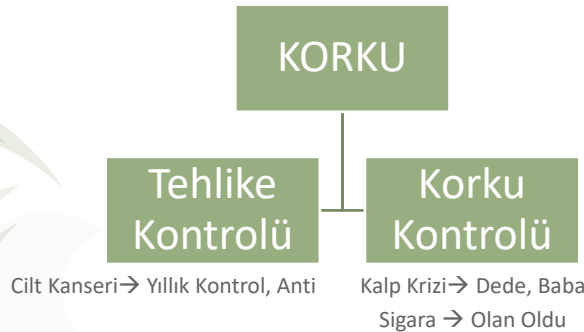 KORKU
Tehlike
Kontrolü
Korku
Kontrolü
Cilt Kanseri→ Yıllık Kontrol, Anti
Kalp Krizi→ Dede, Baba
Sigara → Olan Oldu